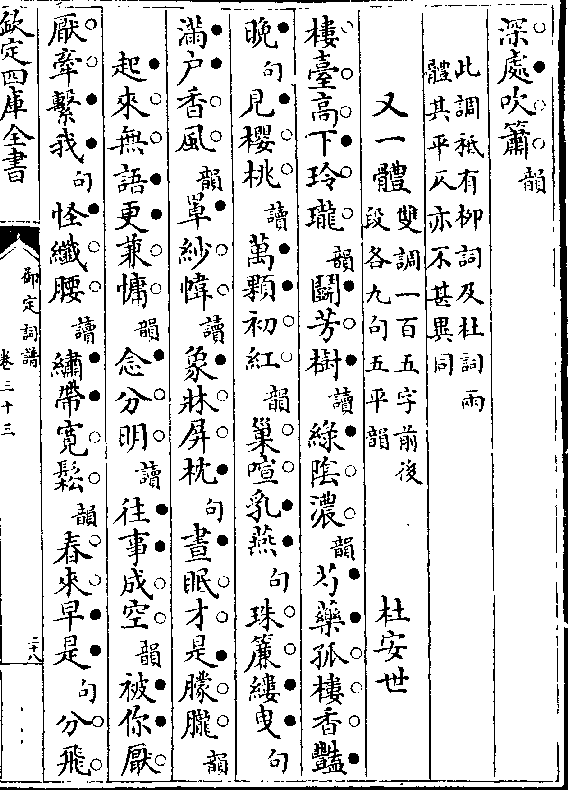 深處吹簫韻
此調祗有柳詞及杜詞兩
體其平仄亦不甚異同
又一體雙調一百五字前後
段各九句五平韻
杜安世
樓臺高下玲瓏韻鬬芳樹讀綠陰濃韻芍藥孤棲香豔
晚句見櫻桃讀萬顆初紅韻巢喧乳燕句珠簾縷曳句
滿户香風韻罩紗幃讀象牀屏枕句晝眠才是朦朧韻
起來無語更兼慵韻念分明讀往事成空韻被你厭
厭牽繫我句怪纖腰讀繡帶寬鬆韻春來早是句分飛
欽定四庫全書
御定詞譜
卷三十三
二十八